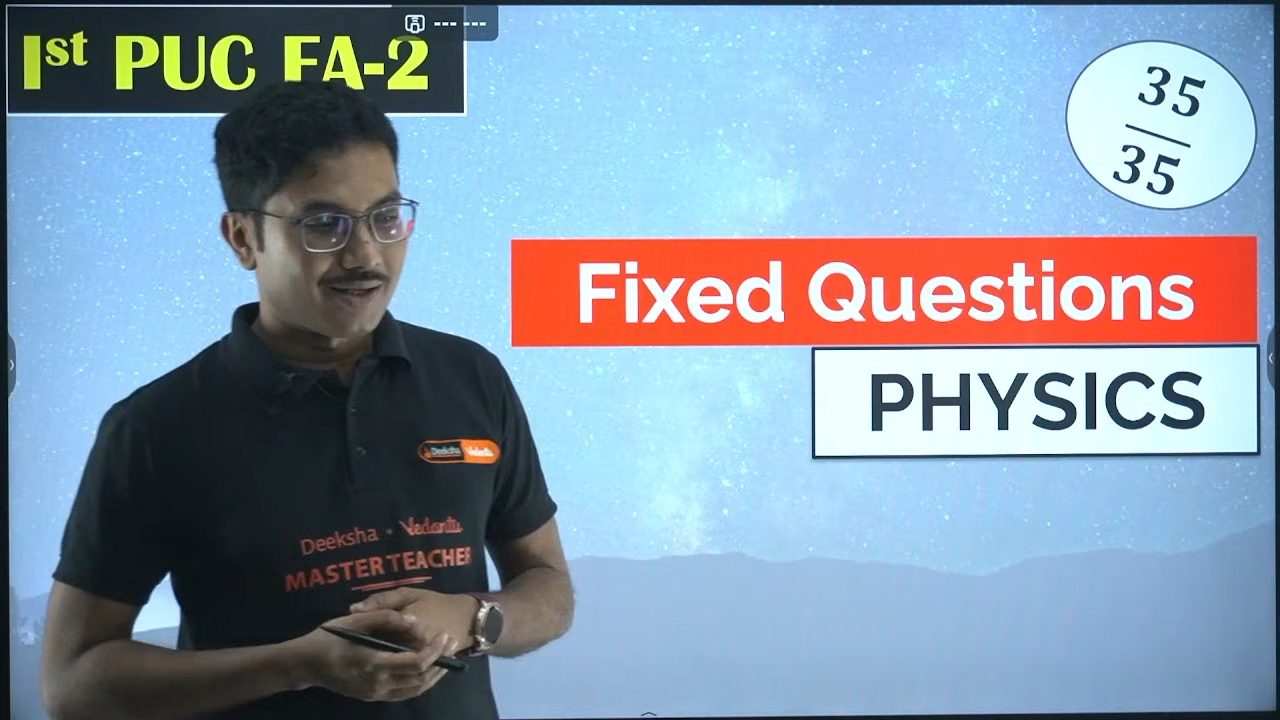 Ist PUC FA-2
35
35
Fixed Questions
PHYSICS
Deeksha Vedantu
Deeksha Vedantu
MASTER TEACHER